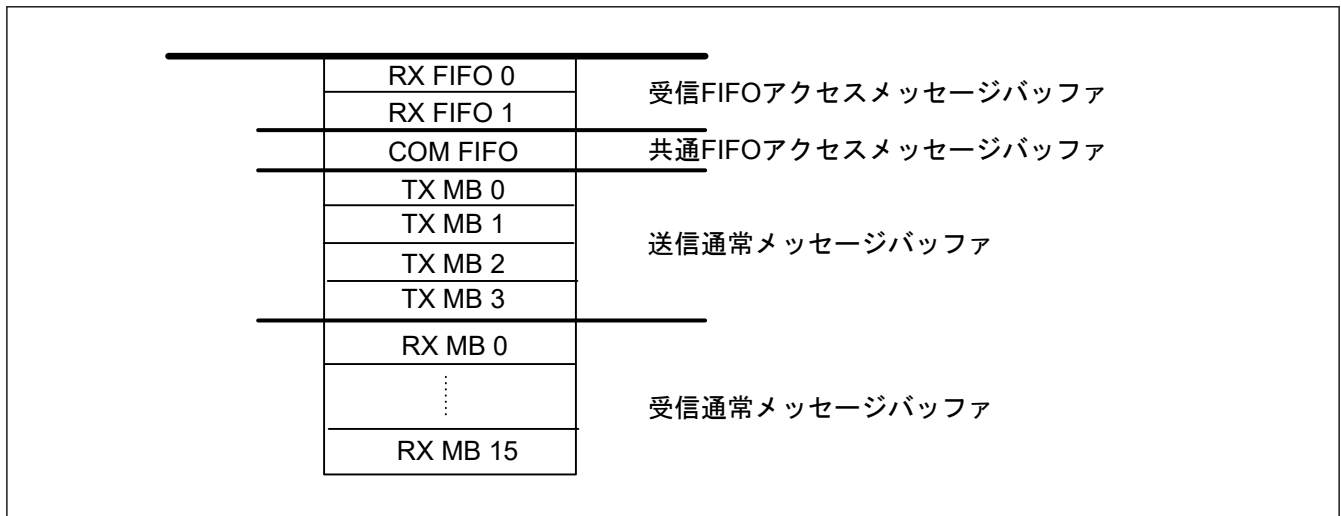 RX FIFO 0
RX FIFO 1
受信FIFOアクセスメッセージバッファ
COM FIFO
共通FIFOアクセスメッセージバッファ
TX MB 0
TX MB 1
TX MB 2
TX MB 3
送信通常メッセージバッファ
RX MB 0
RX MB 15
受信通常メッセージバッファ